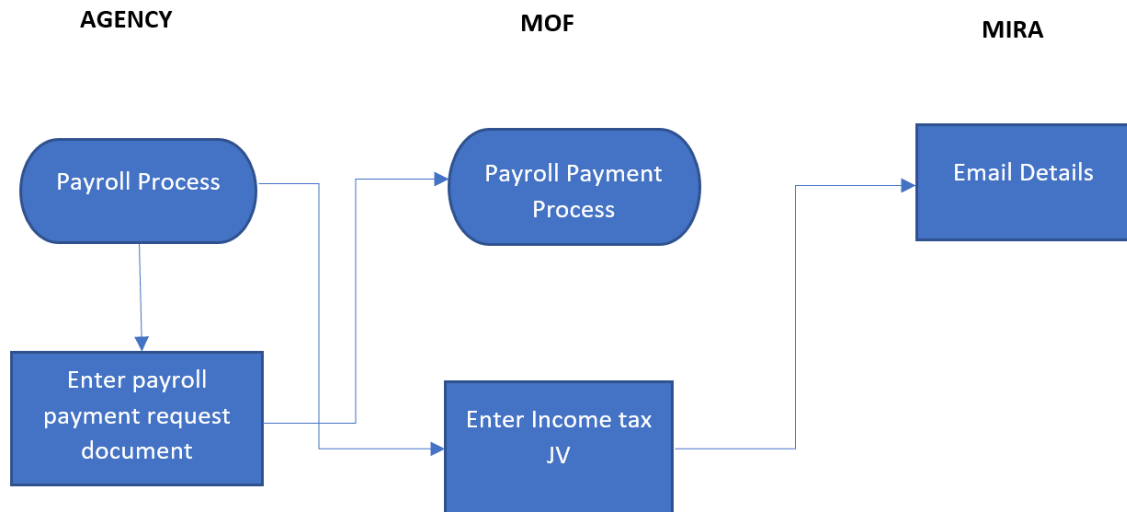 AGENCY
MOF
MIRA
Payroll Process
Payroll Payment
Process
Email Details
Enter payroll
payment request
document
Enter Income tax
JV